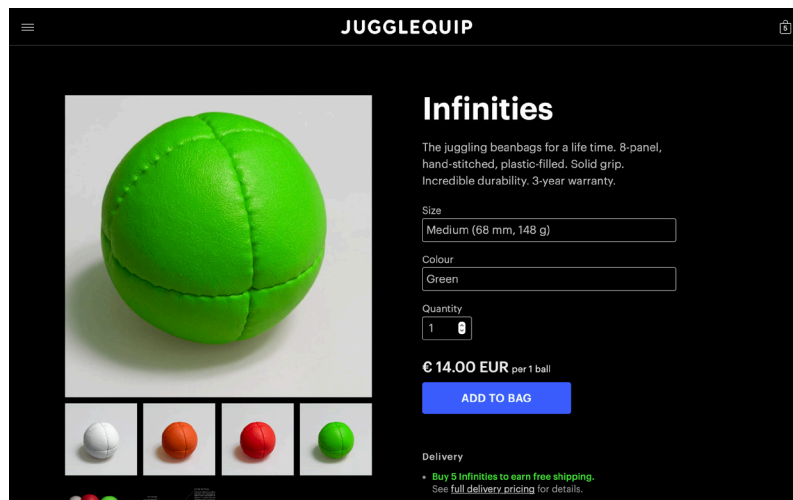 JUGGLEQUIP
5
Infinities
The juggling beanbags for a life time. 8-panel,
hand-stitched, plastic-filled. Solid grip.
Incredible durability. 3-year warranty.
Size
Medium (68 mm, 148 g)
Colour
Green
Quantity
1
€ 14.00 EUR per 1 ball
ADD TO BAG
Delivery
• Buy 5 Infinities to earn free shipping.
See full delivery pricing for details.